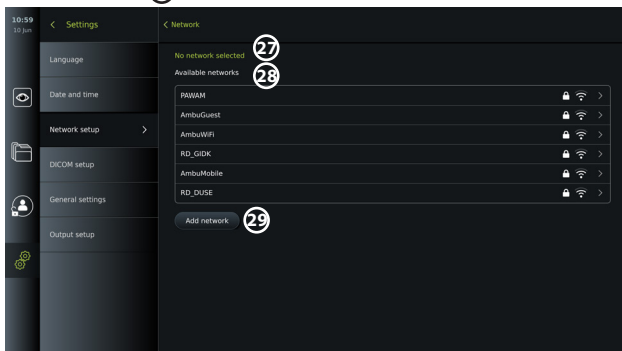 10:59
10 Jun
Settings
Network
Language
Date and time
Network setup
DICOM setup
General settings
Output setup
No network selected
27
Available networks
28
PAWAM
AmbuGuest
AmbuWiFi
RD_GIDK
AmbuMobile
RD_DUSE
Add network
29